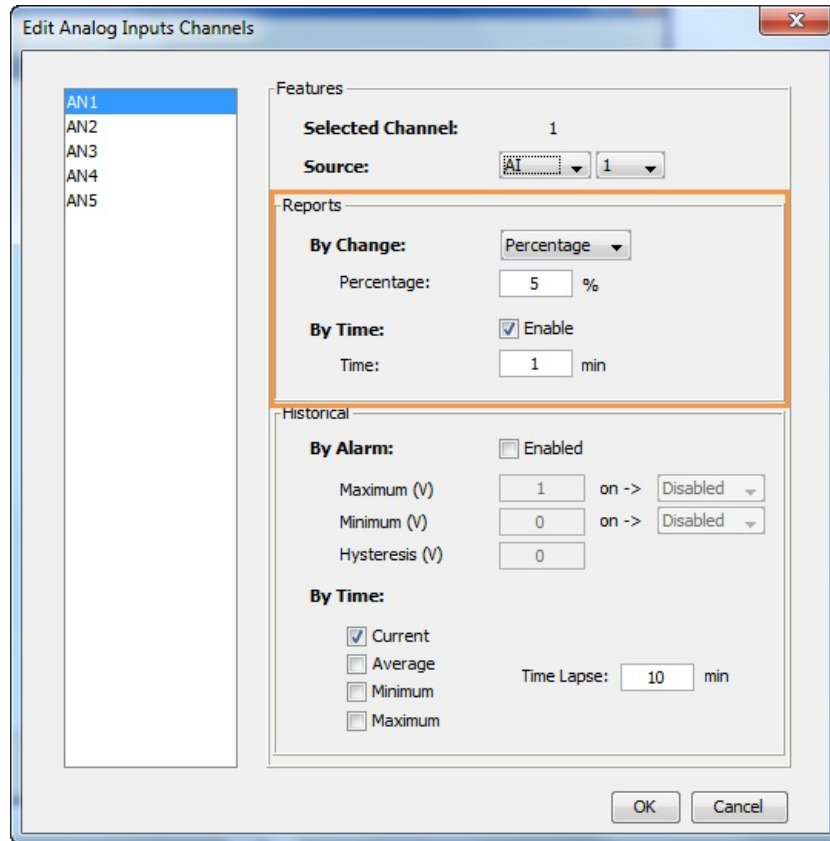 Edit Analog Inputs Channels
x
AN1
AN2
AN3
AN4
AN5
Features
Selected Channel: 1
Source: AI 1
Reports
By Change: Percentage
Percentage: 5 %
By Time: Enable
Time: 1 min
Historical
By Alarm: Enabled
Maximum (V) 1 on -> Disabled
Minimum (V) 0 on -> Disabled
Hysteresis (V) 0
By Time:
Current
Average
Time Lapse: 10 min
Minimum
Maximum
OK Cancel